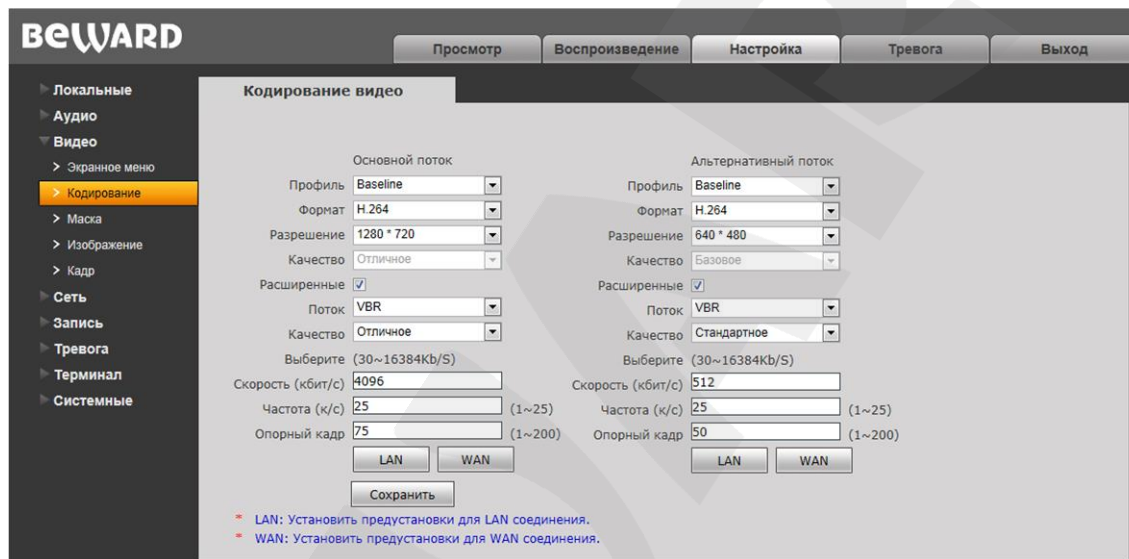 BEWARD
Просмотр Воспроизведение Настройка Тревога Выход
Локальные
Аудио
Видео
> Экранное меню
> Кодирование
> Маска
> Изображение
> Кадр
Сеть
Запись
Тревога
Терминал
Системные
Кодирование видео
Основной поток
Профиль Baseline
Формат H.264
Разрешение 1280 * 720
Качество Отличное
Расширенные
Поток VBR
Качество Отличное
Выберите (30~16384Kb/S)
Скорость (кбит/с) 4096
Частота (к/с) 25 (1~25)
Опорный кадр 75 (1~200)
LAN WAN
Сохранить
Альтернативный поток
Профиль Baseline
Формат H.264
Разрешение 640 * 480
Качество Базовое
Расширенные
Поток VBR
Качество Стандартное
Выберите (30~16384Kb/S)
Скорость (кбит/с) 512
Частота (к/с) 25 (1~25)
Опорный кадр 50 (1~200)
LAN WAN
* LAN: Установить предустановки для LAN соединения.
* WAN: Установить предустановки для WAN соединения.